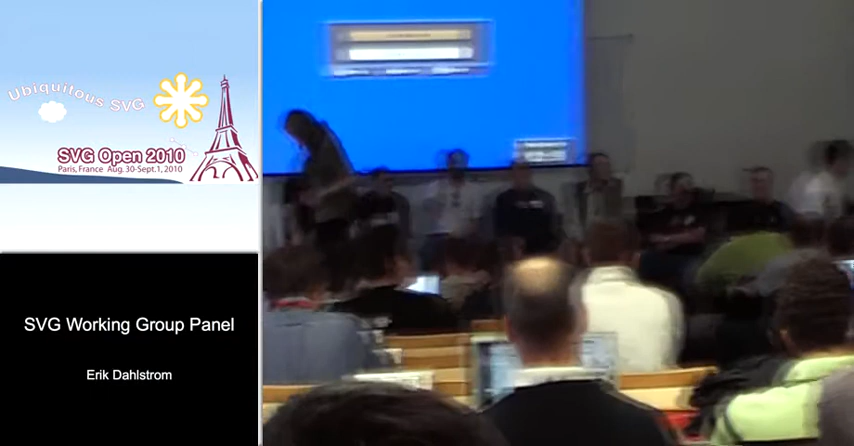 Ubiquitous SVG
SVG Open 2010
Paris, France Aug. 30-Sept.1, 2010
SVG Working Group Panel
Erik Dahlstrom